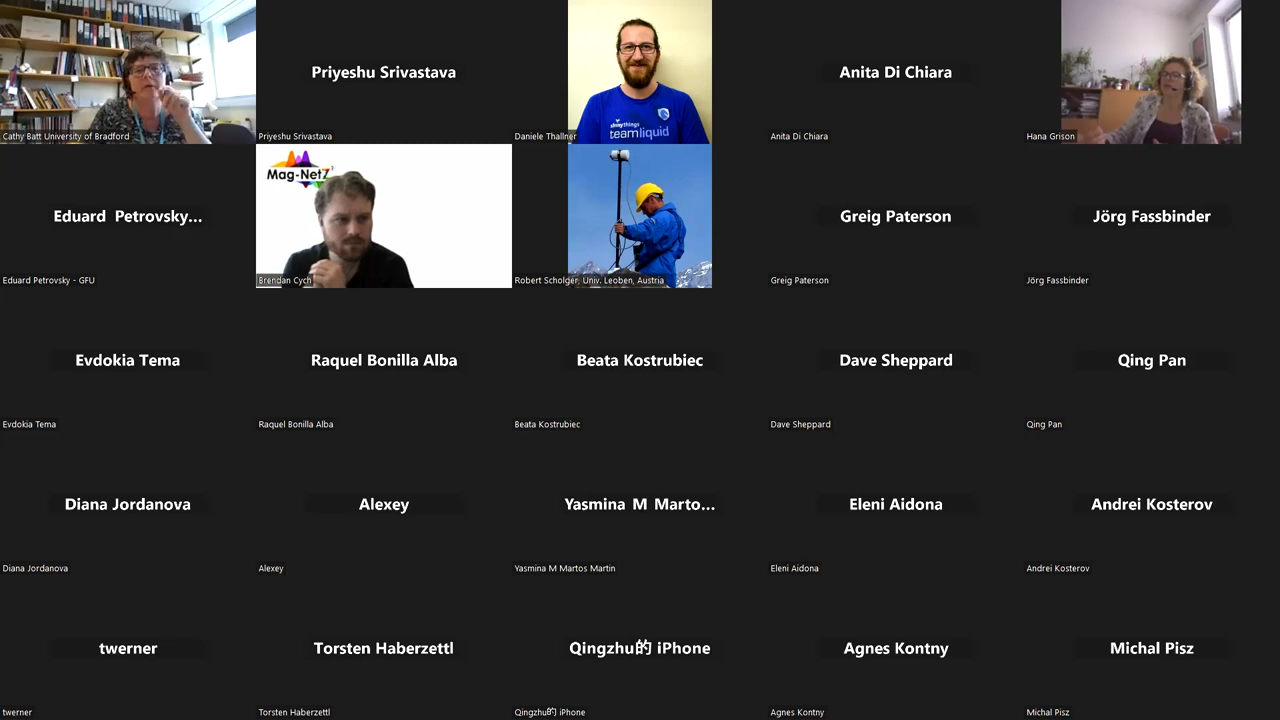 Cathy Batt University of Bradford
Priyeshu Srivastava
Priyeshu Srivastava
shinythings
teamliquid
Daniele Thallner
Anita Di Chiara
Anita Di Chiara
Hana Grison
Eduard Petrovsky...
Eduard Petrovsky - GFU
Mag-NetZ
Brendan Cych
Robert Scholger, Univ. Leoben, Austria
Greig Paterson
Greig Paterson
Jörg Fassbinder
Jörg Fassbinder
Evdokia Tema
Evdokia Tema
Raquel Bonilla Alba
Raquel Bonilla Alba
Beata Kostrubiec
Beata Kostrubiec
Dave Sheppard
Dave Sheppard
Qing Pan
Qing Pan
Diana Jordanova
Diana Jordanova
Alexey
Alexey
Yasmina M Marto...
Yasmina M Martos Martin
Eleni Aidona
Eleni Aidona
Andrei Kosterov
Andrei Kosterov
twerner
twerner
Torsten Haberzettl
Torsten Haberzettl
Qingzhu的 iPhone
Qingzhu的 iPhone
Agnes Kontny
Agnes Kontny
Michal Pisz
Michal Pisz